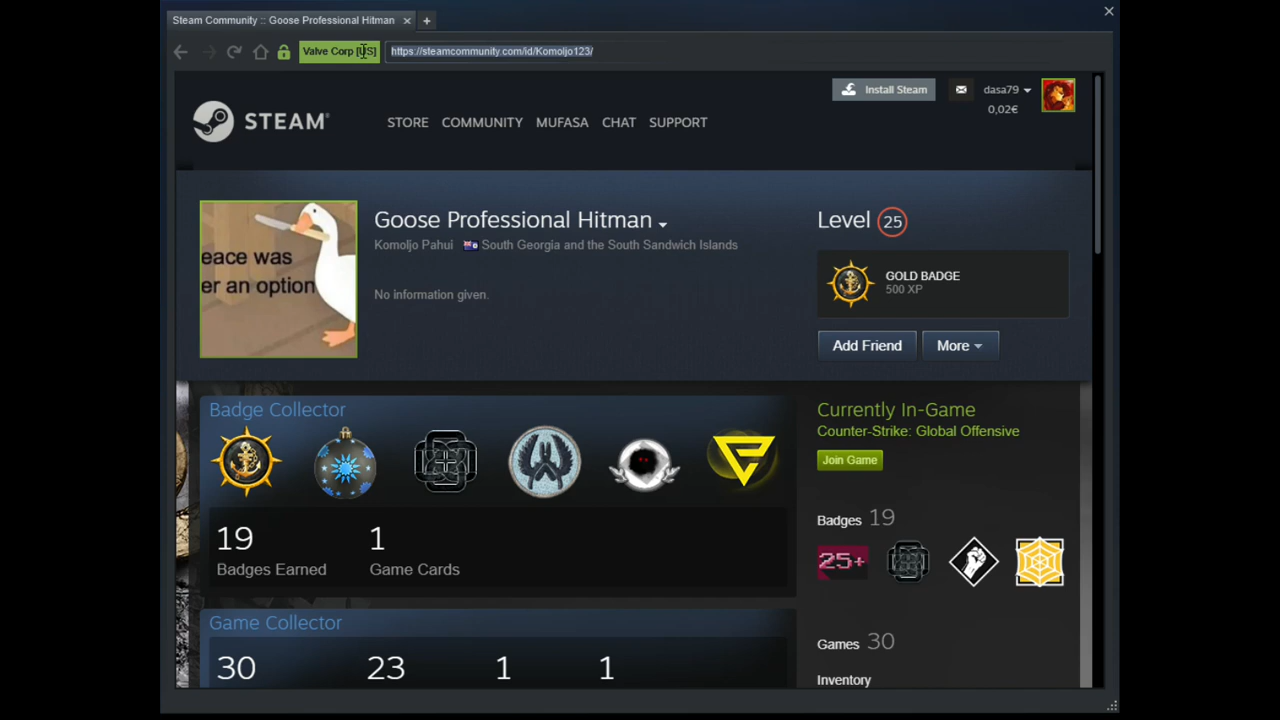 Steam Community :: Goose Professional Hitman
Valve Corp [US] https://steamcommunity.com/id/Komoljo123/
Install Steam
dasa79
0,02€
STEAM®
STORE COMMUNITY MUFASA CHAT SUPPORT
Goose Professional Hitman
Komoljo Pahui South Georgia and the South Sandwich Islands
No information given.
eace was
er an option
Level 25
GOLD BADGE
500 XP
Add Friend More
Badge Collector
19 1
Badges Earned Game Cards
Game Collector
30 23 1 1
Currently In-Game
Counter-Strike: Global Offensive
Join Game
Badges 19
25+
Games 30
Inventory